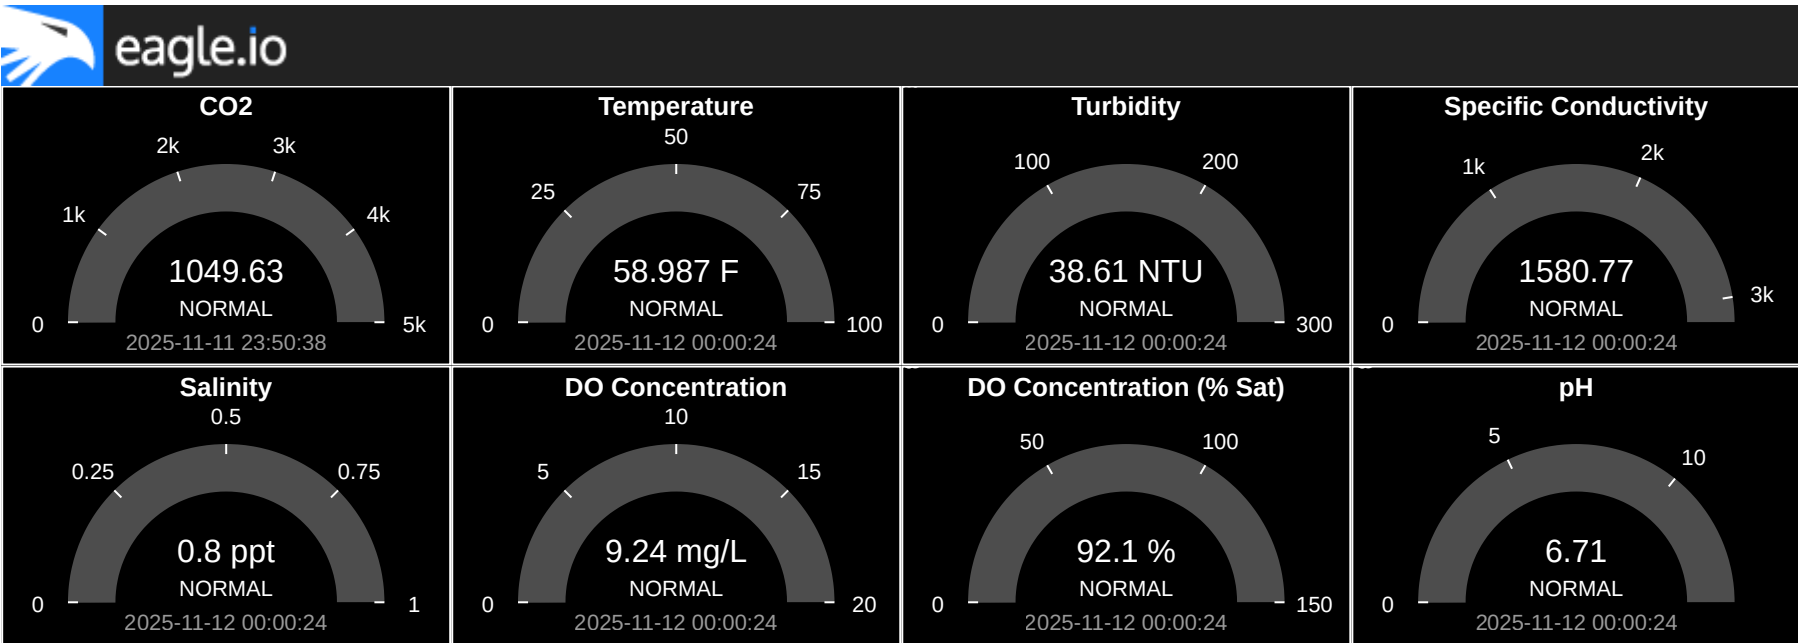 eagle.io
CO2
0
1k
2k
3k
4k
5k
1049.63
NORMAL
2025-11-11 23:50:38
Temperature
0
25
50
75
100
58.987 F
NORMAL
2025-11-12 00:00:24
Turbidity
0
100
200
300
38.61 NTU
NORMAL
2025-11-12 00:00:24
Specific Conductivity
0
1k
2k
3k
1580.77
NORMAL
2025-11-12 00:00:24
Salinity
0
0.25
0.5
0.75
1
0.8 ppt
NORMAL
2025-11-12 00:00:24
DO Concentration
0
5
10
15
20
9.24 mg/L
NORMAL
2025-11-12 00:00:24
DO Concentration (% Sat)
0
50
100
150
92.1 %
NORMAL
2025-11-12 00:00:24
pH
0
5
10
6.71
NORMAL
2025-11-12 00:00:24